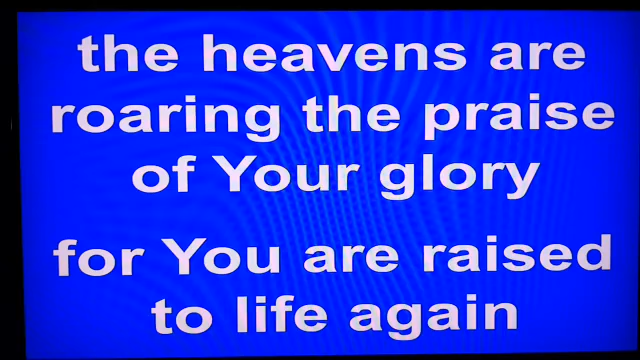 the heavens are
roaring the praise
of Your glory
for You are raised
to life again